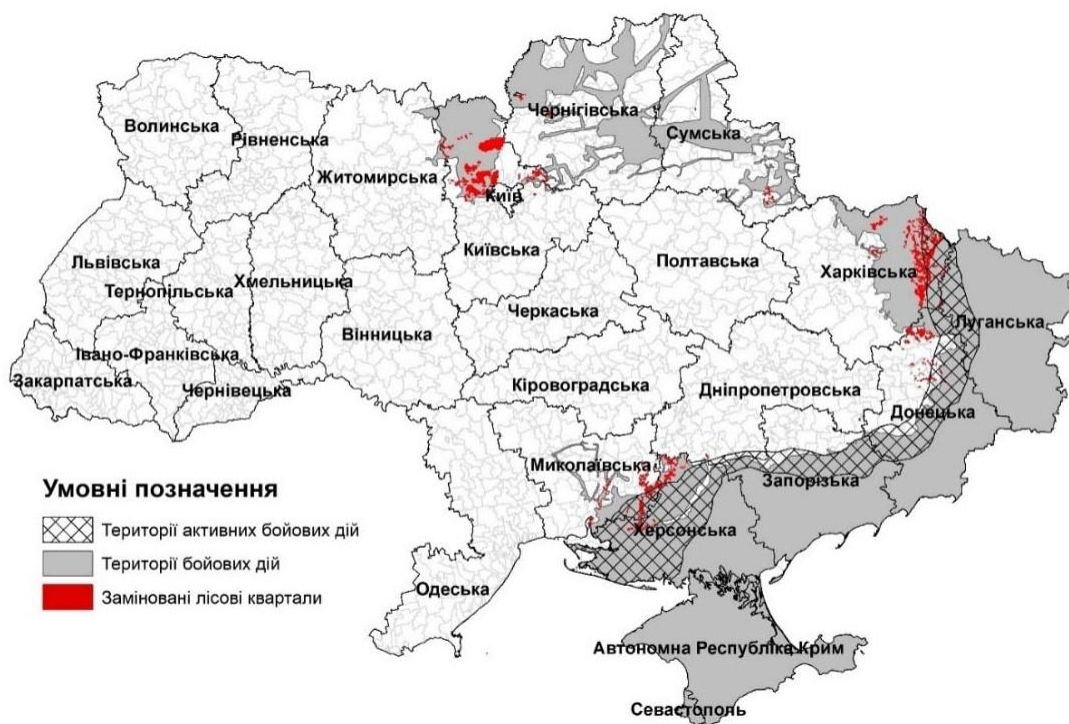 Чернігівська
Волинська
Рівненська
Сумська
Житомирська
Київ
Київська
Полтавська
Харківська
Львівська
Тернопільська
Хмельницька
Черкаська
Луганська
Вінницька
Івано-Франківська
Закарпатська
Чернівецька
Кіровоградська
Дніпропетровська
Донецька
Миколаївська
Запорізька
Херсонська
Одеська
Автономна Республіка Крим
Севастополь
Умовні позначення
Території активних бойових дій
Території бойових дій
Заміновані лісові квартали